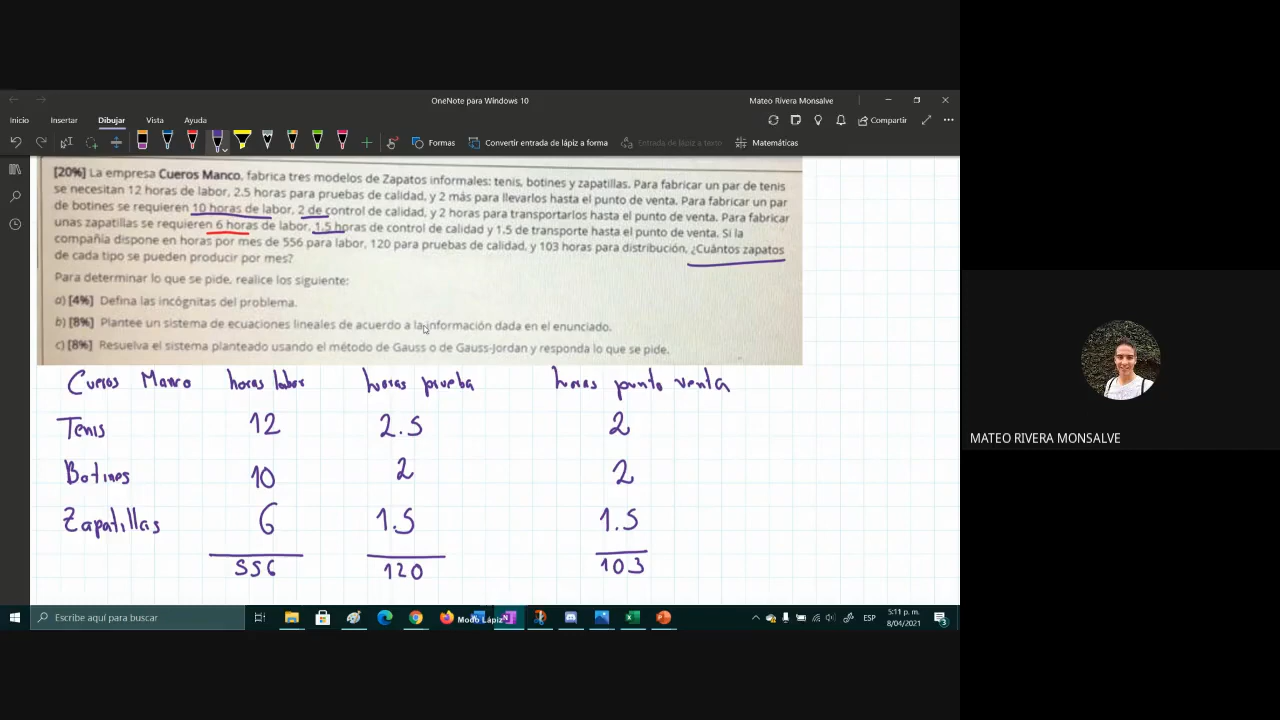 OneNote para Windows 10
Mateo Rivera Monsalve
Inicio Insertar Dibujar Vista Ayuda
Compartir
Formas Convertir entrada de lápiz a forma Entrada de lápiz a texto Matemáticas
[20%] La empresa Cueros Manco, fabrica tres modelos de Zapatos informales: tenis, botines y zapatillas. Para fabricar un par de tenis
se necesitan 12 horas de labor, 2.5 horas para pruebas de calidad, y 2 más para llevarlos hasta el punto de venta. Para fabricar un par
de botines se requieren 10 horas de labor, 2 de control de calidad, y 2 horas para transportarlos hasta el punto de venta. Para fabricar
unas zapatillas se requieren 6 horas de labor, 1.5 horas de control de calidad y 1.5 de transporte hasta el punto de venta. Si la
compañía dispone en horas por mes de 556 para labor, 120 para pruebas de calidad, y 103 horas para distribución, ¿Cuántos zapatos
de cada tipo se pueden producir por mes?
Para determinar lo que se pide, realice los siguiente:
a) [4%] Defina las incógnitas del problema.
b) [8%] Plantee un sistema de ecuaciones lineales de acuerdo a la información dada en el enunciado.
c) [8%] Resuelva el sistema planteado usando el método de Gauss o de Gauss-Jordan y responda lo que se pide.
Cueros Manco horas labor horas prueba horas punto venta
Tenis 12 2.5 2
Botines 10 2 2
Zapatillas 6 1.5 1.5
556 120 103
MATEO RIVERA MONSALVE
Escribe aquí para buscar
Modo Lápiz
ESP
5:11 p. m.
8/04/2021
3